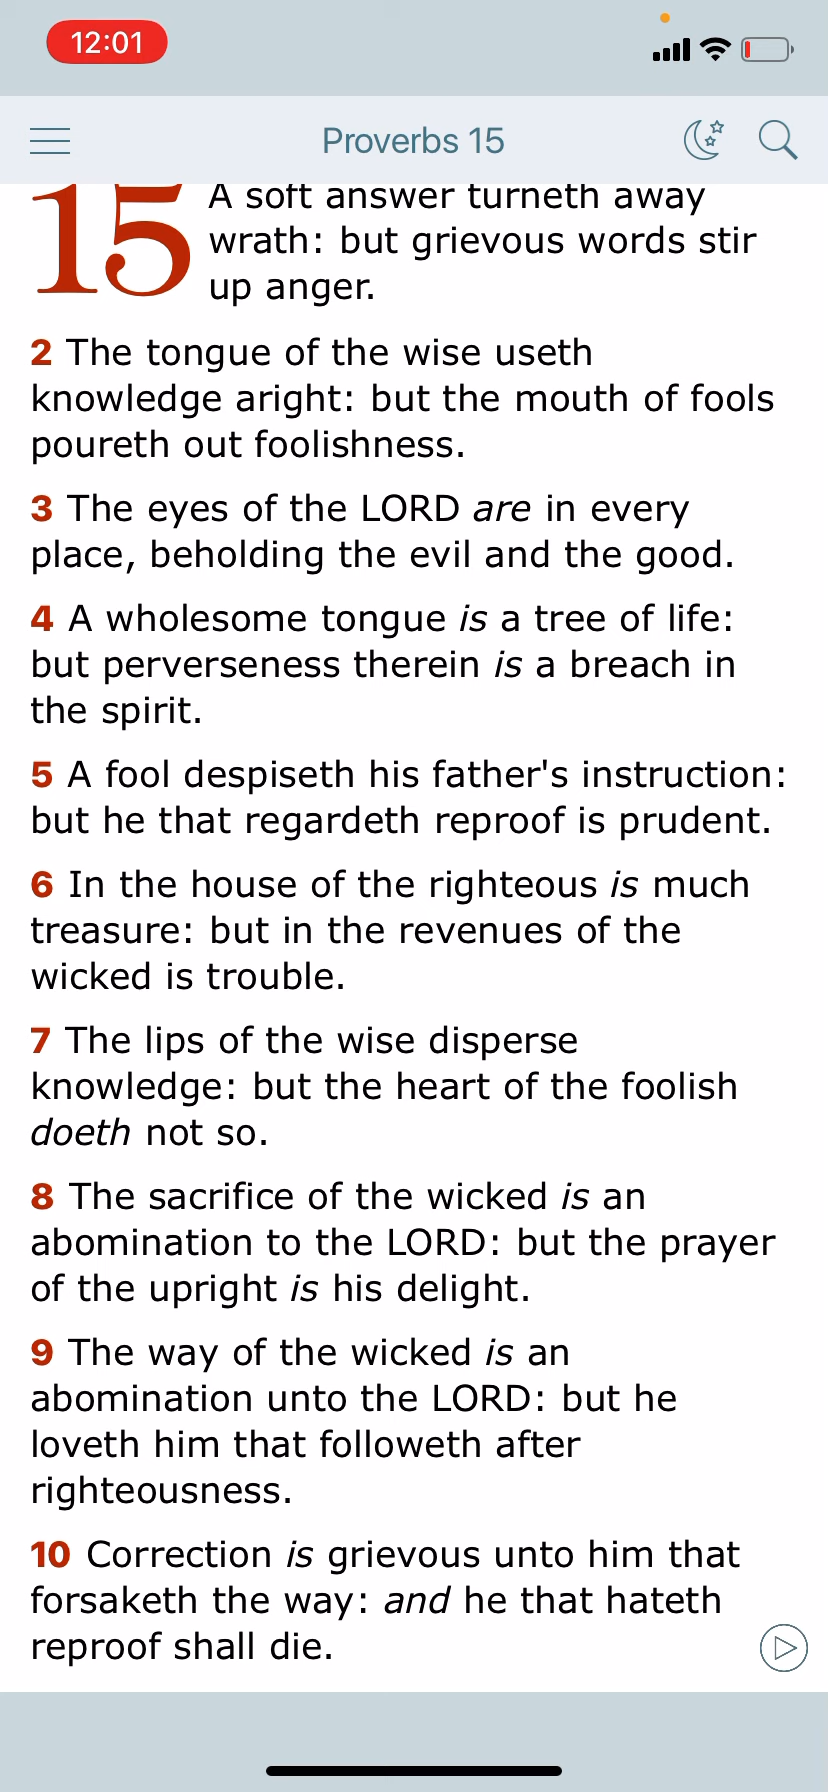 12:01
Proverbs 15
15 A soft answer turneth away
wrath: but grievous words stir
up anger.
2 The tongue of the wise useth
knowledge aright: but the mouth of fools
poureth out foolishness.
3 The eyes of the LORD are in every
place, beholding the evil and the good.
4 A wholesome tongue is a tree of life:
but perverseness therein is a breach in
the spirit.
5 A fool despiseth his father's instruction:
but he that regardeth reproof is prudent.
6 In the house of the righteous is much
treasure: but in the revenues of the
wicked is trouble.
7 The lips of the wise disperse
knowledge: but the heart of the foolish
doeth not so.
8 The sacrifice of the wicked is an
abomination to the LORD: but the prayer
of the upright is his delight.
9 The way of the wicked is an
abomination unto the LORD: but he
loveth him that followeth after
righteousness.
10 Correction is grievous unto him that
forsaketh the way: and he that hateth
reproof shall die.